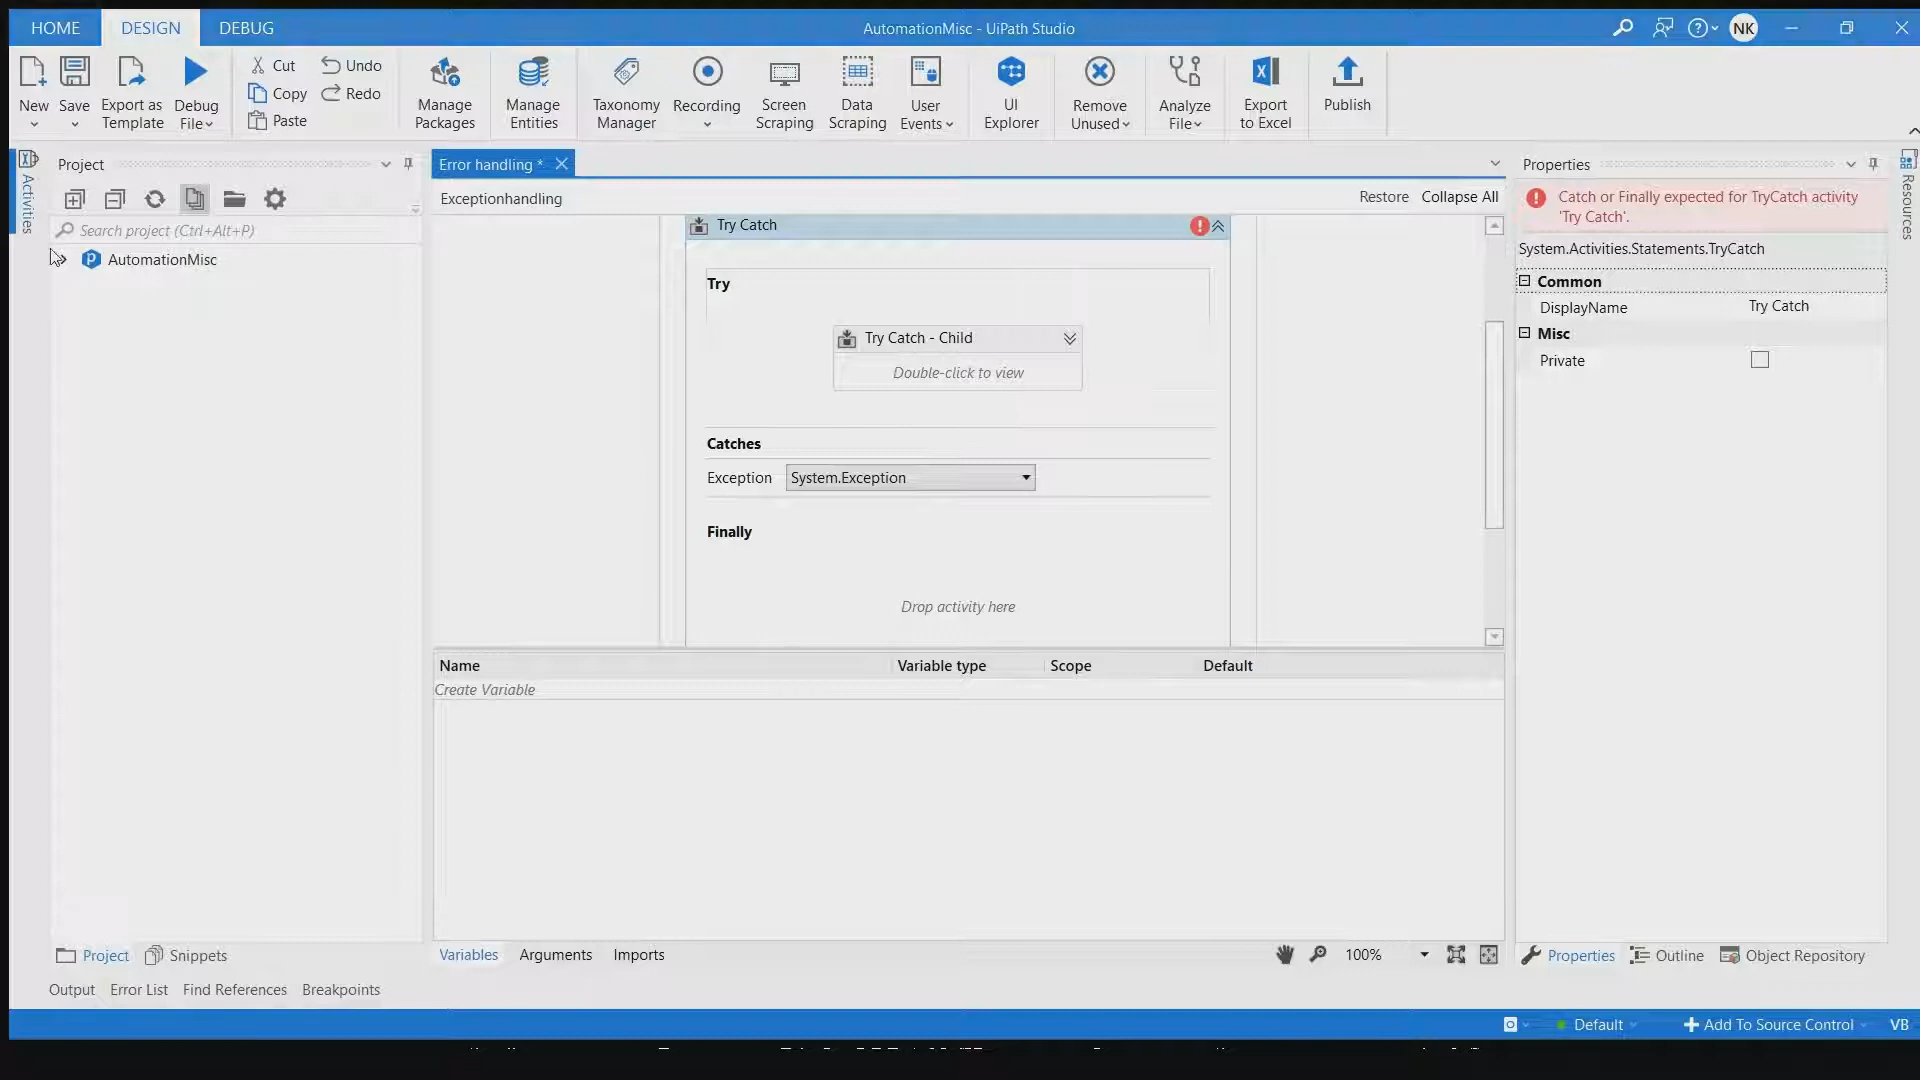 HOME DESIGN DEBUG AutomationMisc - UiPath Studio NK
New Save Export as Template Debug File Cut Copy Paste Undo Redo Manage Packages Manage Entities Taxonomy Manager Recording Screen Scraping Data Scraping User Events UI Explorer Remove Unused Analyze File Export to Excel Publish
Activities
Project
Search project (Ctrl+Alt+P)
AutomationMisc
Error handling *
Exceptionhandling Restore Collapse All
Try Catch
Try
Try Catch - Child
Double-click to view
Catches
Exception System.Exception
Finally
Drop activity here
Name Variable type Scope Default
Create Variable
Variables Arguments Imports 100%
Properties
Catch or Finally expected for TryCatch activity
'Try Catch'.
System.Activities.Statements.TryCatch
Common
DisplayName Try Catch
Misc
Private
Resources
Project Snippets
Properties Outline Object Repository
Output Error List Find References Breakpoints
Default Add To Source Control VB